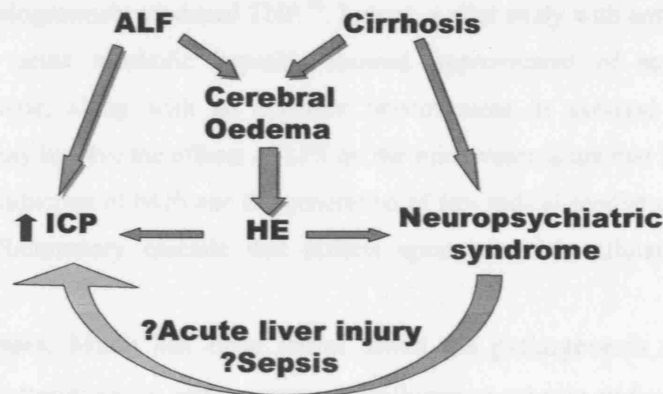 ALF Cirrhosis
Cerebral
Oedema
ICP HE Neuropsychiatric
syndrome
?Acute liver injury
?Sepsis